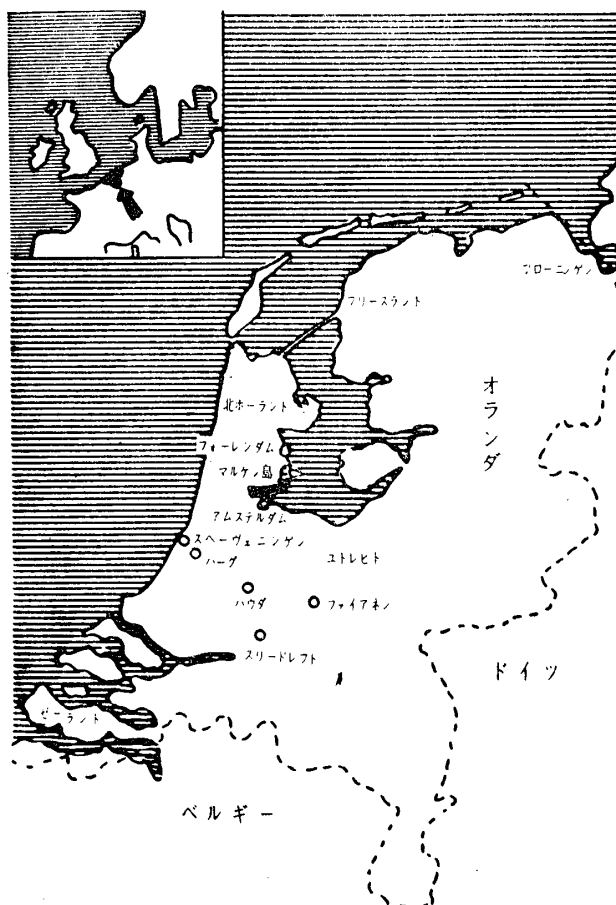 フローニンゲン
フリースラント
オランダ
北ホーラント
フォーレンダム
マルケン島
アムステルダム
スヘーヴェニンゲン
ハーグ
ユトレヒト
ハウダ
ファイアネン
スリードレフト
ドイツ
ゼーラント
ベルギー